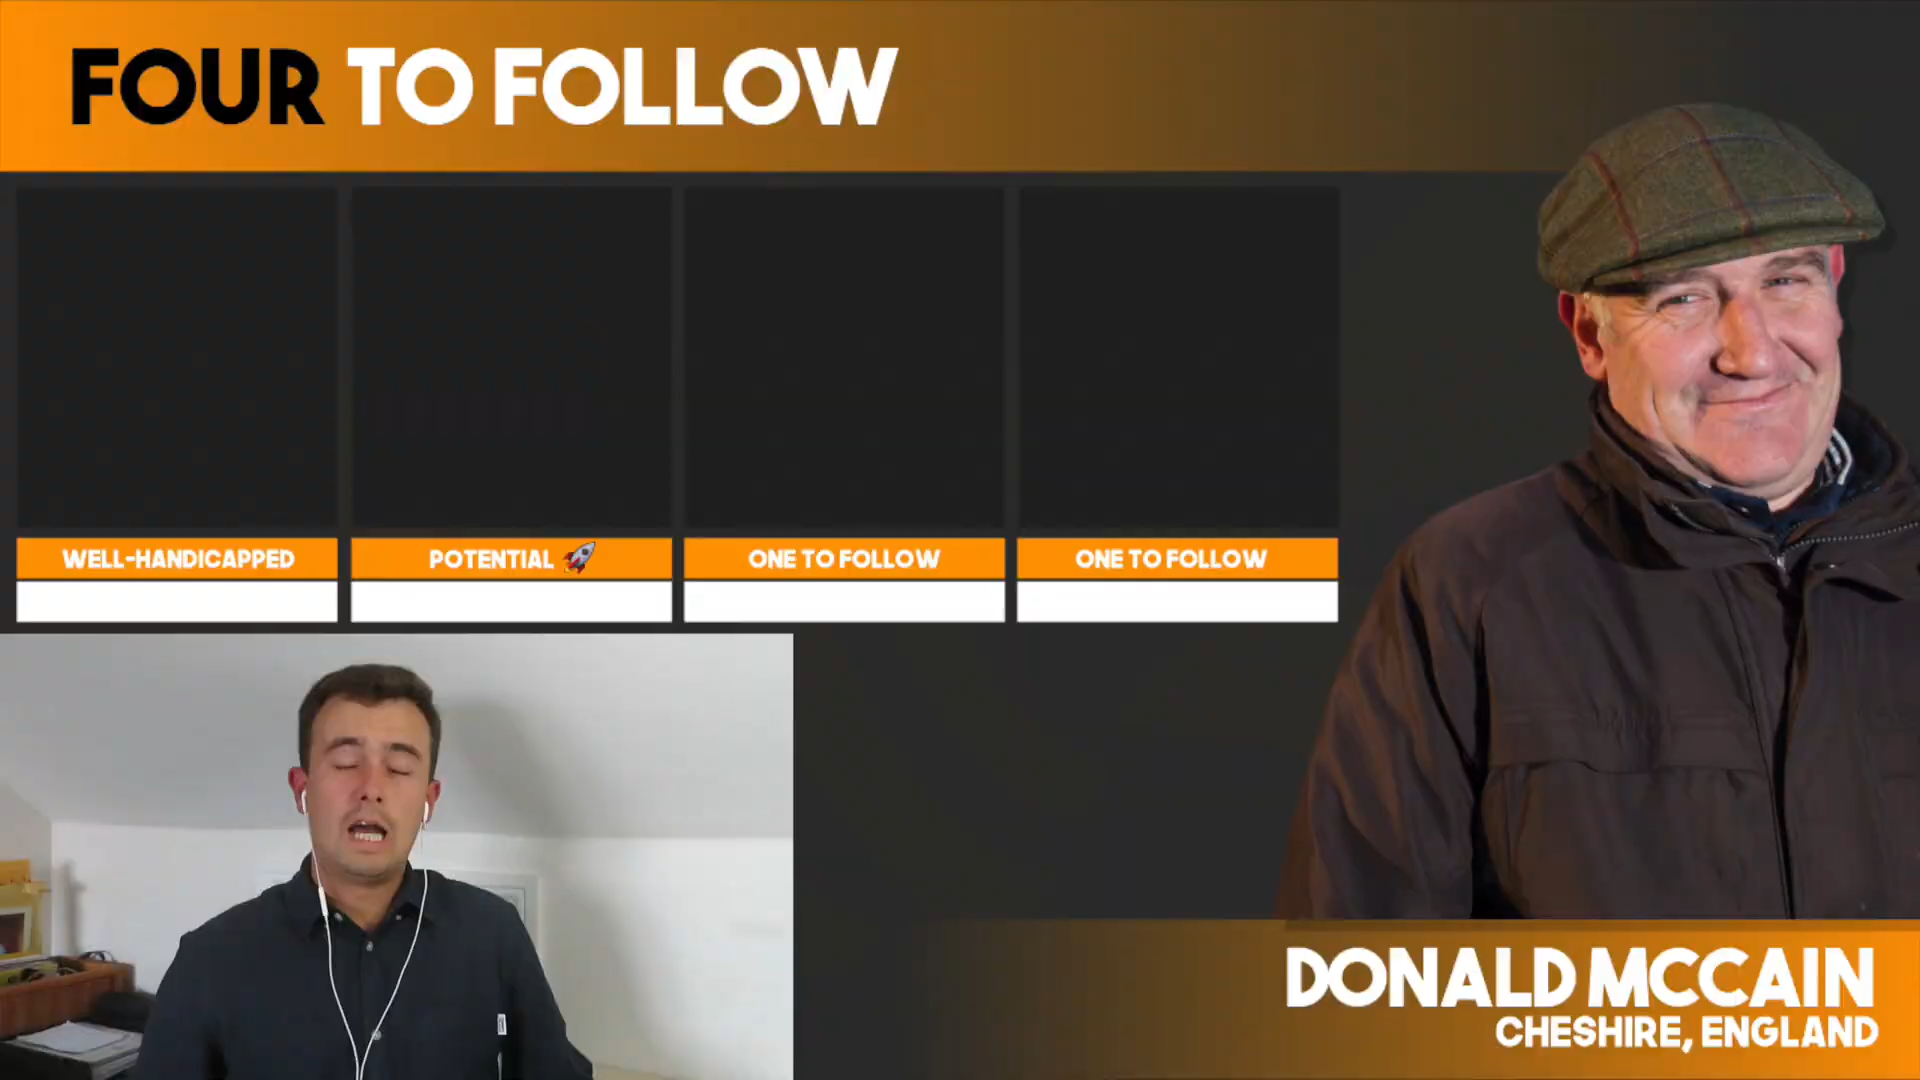 FOUR TO FOLLOW
WELL-HANDICAPPED
POTENTIAL 🚀
ONE TO FOLLOW
ONE TO FOLLOW
DONALD MCCAIN
CHESHIRE, ENGLAND